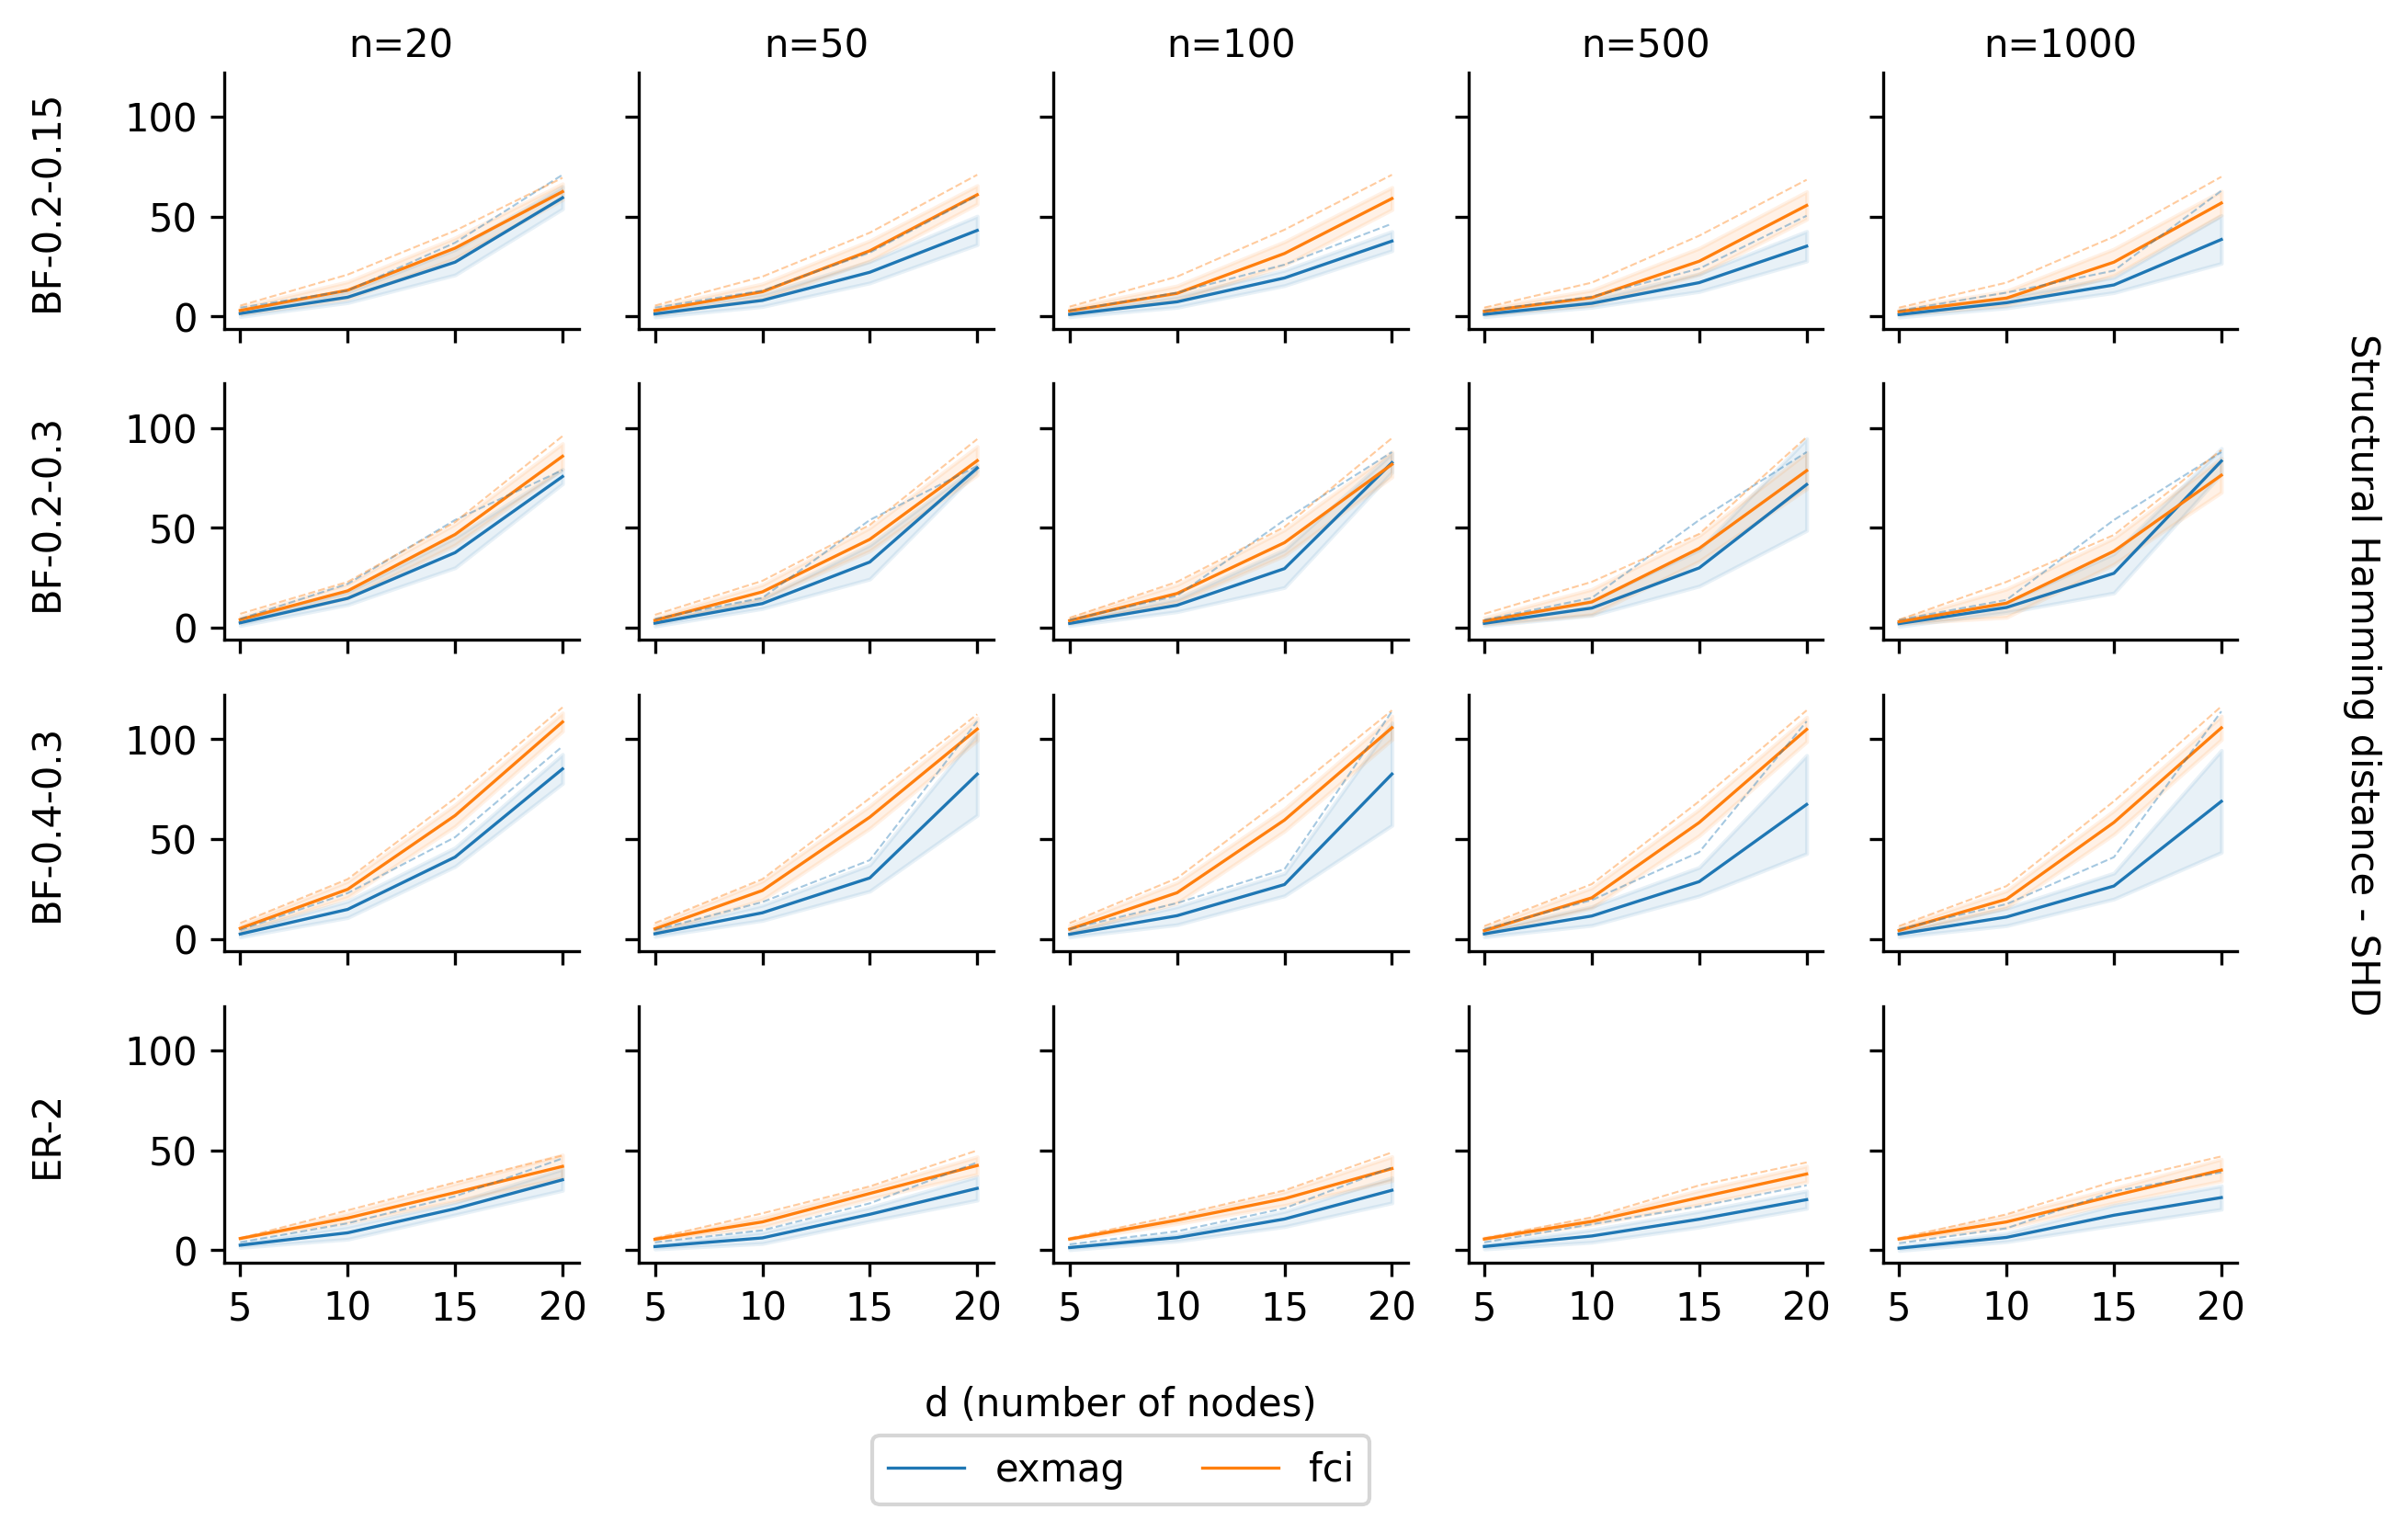 n=20 n=50 n=100 n=500 n=1000
BF-0.2-0.15
100
50
0
BF-0.2-0.3
100
50
0
BF-0.4-0.3
100
50
0
ER-2
100
50
0
5 10 15 20 5 10 15 20 5 10 15 20 5 10 15 20 5 10 15 20
Structural Hamming distance - SHD
d (number of nodes)
exmag fci